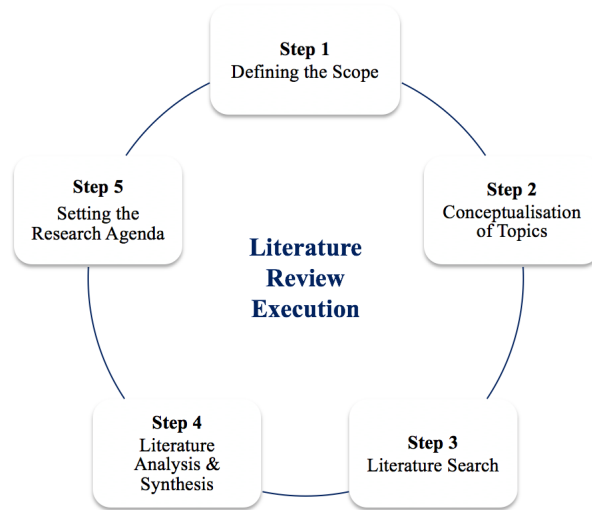 Step 1
Defining the Scope
Step 2
Conceptualisation
of Topics
Step 3
Literature Search
Step 4
Literature
Analysis &
Synthesis
Step 5
Setting the
Research Agenda
Literature
Review
Execution